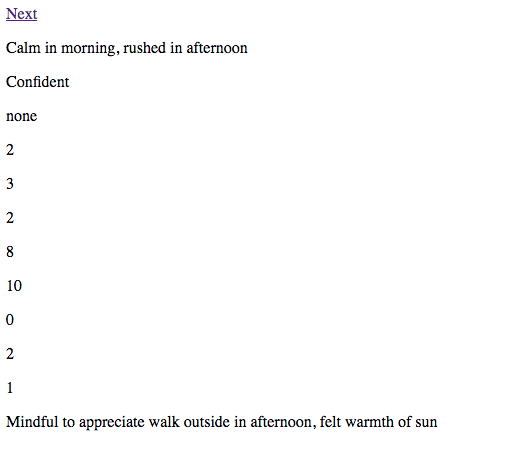 Next
Calm in morning, rushed in afternoon
Confident
none
2
3
2
8
10
0
2
1
Mindful to appreciate walk outside in afternoon, felt warmth of sun